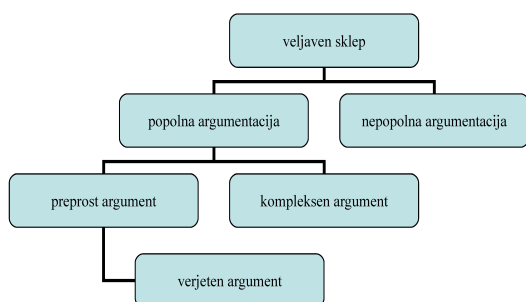 veljaven sklep
popolna argumentacija
nepopolna argumentacija
preprost argument
kompleksen argument
verjeten argument